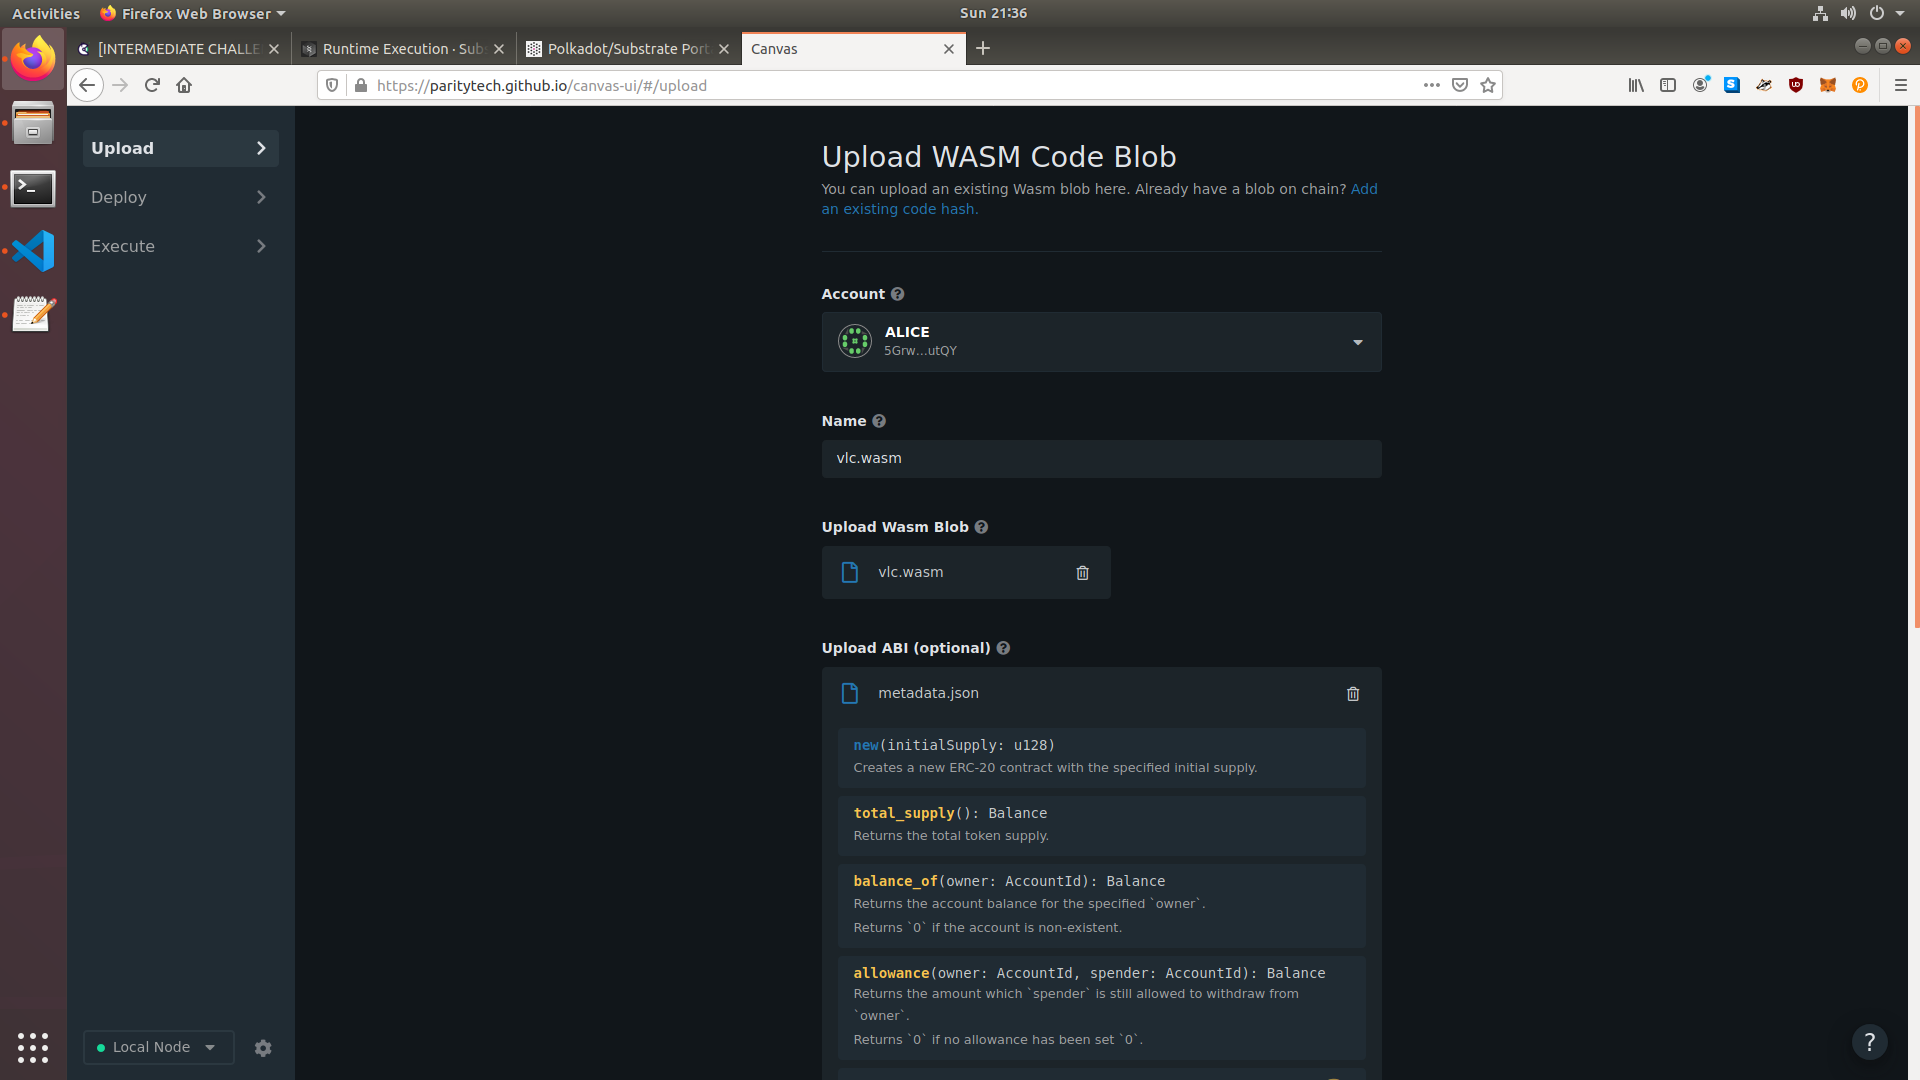 Activities
Firefox Web Browser
Sun 21:36
[INTERMEDIATE CHALLE
Runtime Execution · Sub
Polkadot/Substrate Port
Canvas
https://paritytech.github.io/canvas-ui/#/upload
Upload
Deploy
Execute
Upload WASM Code Blob
You can upload an existing Wasm blob here. Already have a blob on chain? Add
an existing code hash.
Account
ALICE
5Grw...utQY
Name
vlc.wasm
Upload Wasm Blob
vlc.wasm
Upload ABI (optional)
metadata.json
new(initialSupply: u128)
Creates a new ERC-20 contract with the specified initial supply.
total_supply(): Balance
Returns the total token supply.
balance_of(owner: AccountId): Balance
Returns the account balance for the specified `owner`.
Returns `0` if the account is non-existent.
allowance(owner: AccountId, spender: AccountId): Balance
Returns the amount which `spender` is still allowed to withdraw from
`owner`.
Returns `0` if no allowance has been set `0`.
Local Node
?